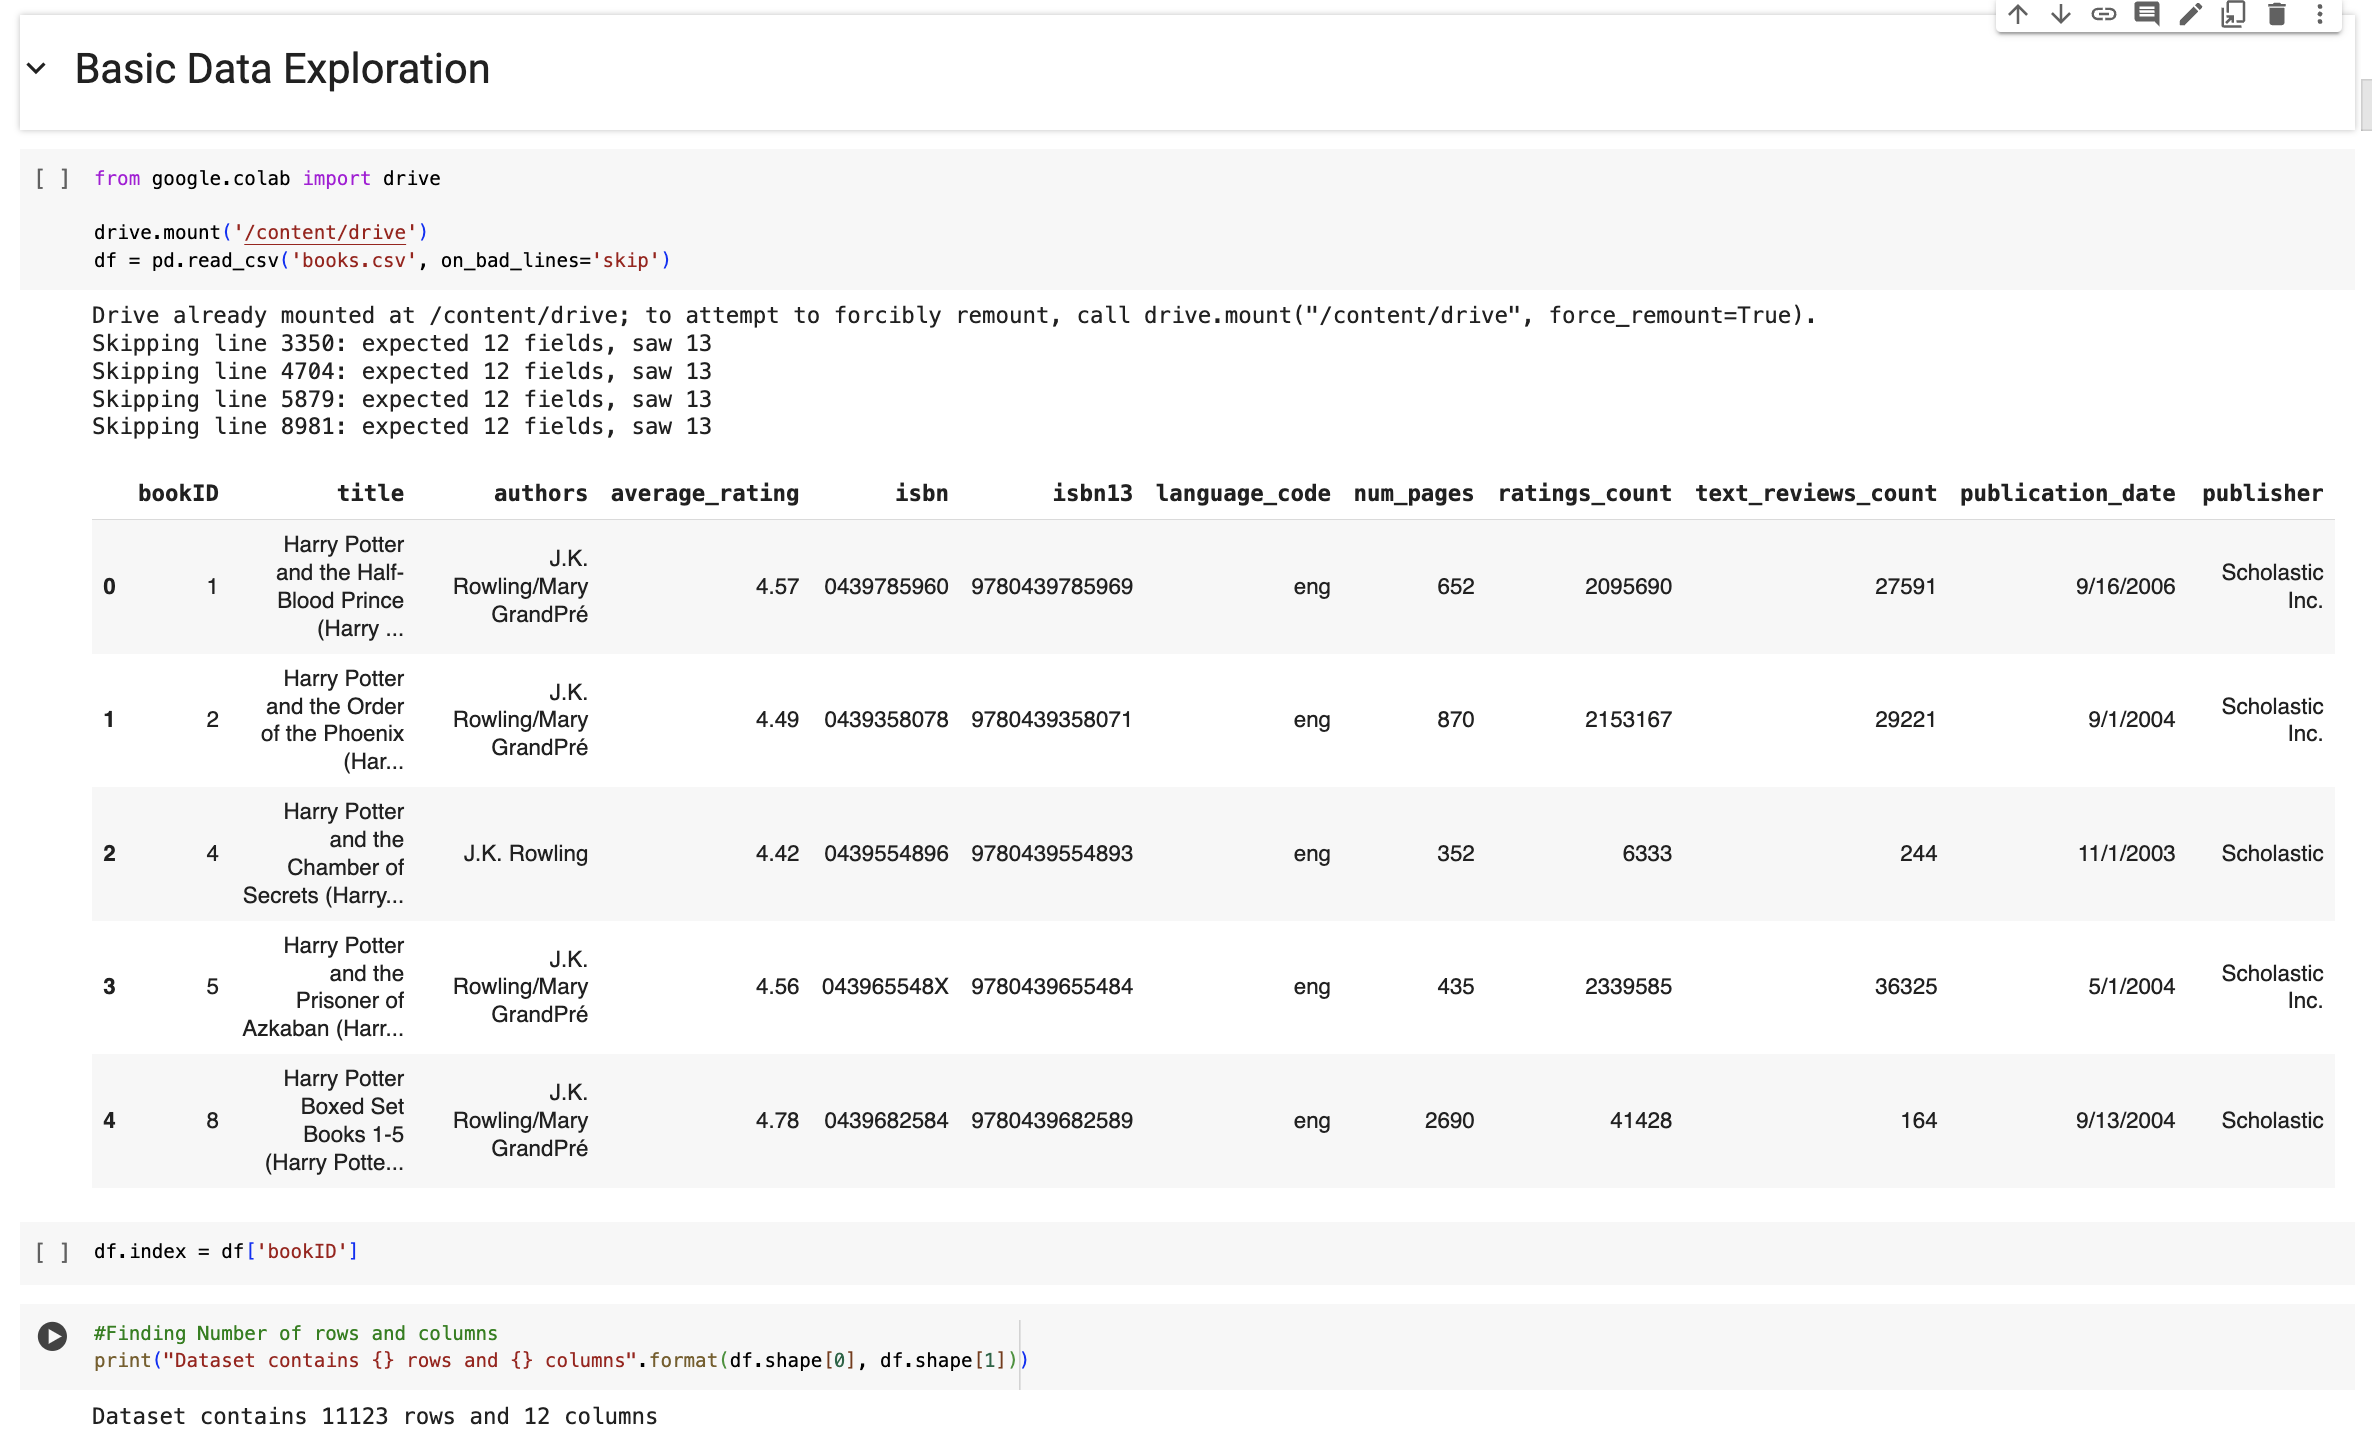 Basic Data Exploration
[ ] from google.colab import drive
drive.mount('/content/drive')
df = pd.read_csv('books.csv', on_bad_lines='skip')
Drive already mounted at /content/drive; to attempt to forcibly remount, call drive.mount("/content/drive", force_remount=True).
Skipping line 3350: expected 12 fields, saw 13
Skipping line 4704: expected 12 fields, saw 13
Skipping line 5879: expected 12 fields, saw 13
Skipping line 8981: expected 12 fields, saw 13
bookID title authors average_rating isbn isbn13 language_code num_pages ratings_count text_reviews_count publication_date publisher
0 1 Harry Potter and the Half-Blood Prince (Harry ... J.K. Rowling/Mary GrandPré 4.57 0439785960 9780439785969 eng 652 2095690 27591 9/16/2006 Scholastic Inc.
1 2 Harry Potter and the Order of the Phoenix (Har... J.K. Rowling/Mary GrandPré 4.49 0439358078 9780439358071 eng 870 2153167 29221 9/1/2004 Scholastic Inc.
2 4 Harry Potter and the Chamber of Secrets (Harry... J.K. Rowling 4.42 0439554896 9780439554893 eng 352 6333 244 11/1/2003 Scholastic
3 5 Harry Potter and the Prisoner of Azkaban (Harr... J.K. Rowling/Mary GrandPré 4.56 043965548X 9780439655484 eng 435 2339585 36325 5/1/2004 Scholastic Inc.
4 8 Harry Potter Boxed Set Books 1-5 (Harry Potte... J.K. Rowling/Mary GrandPré 4.78 0439682584 9780439682589 eng 2690 41428 164 9/13/2004 Scholastic
[ ] df.index = df['bookID']
#Finding Number of rows and columns
print("Dataset contains {} rows and {} columns".format(df.shape[0], df.shape[1]))
Dataset contains 11123 rows and 12 columns